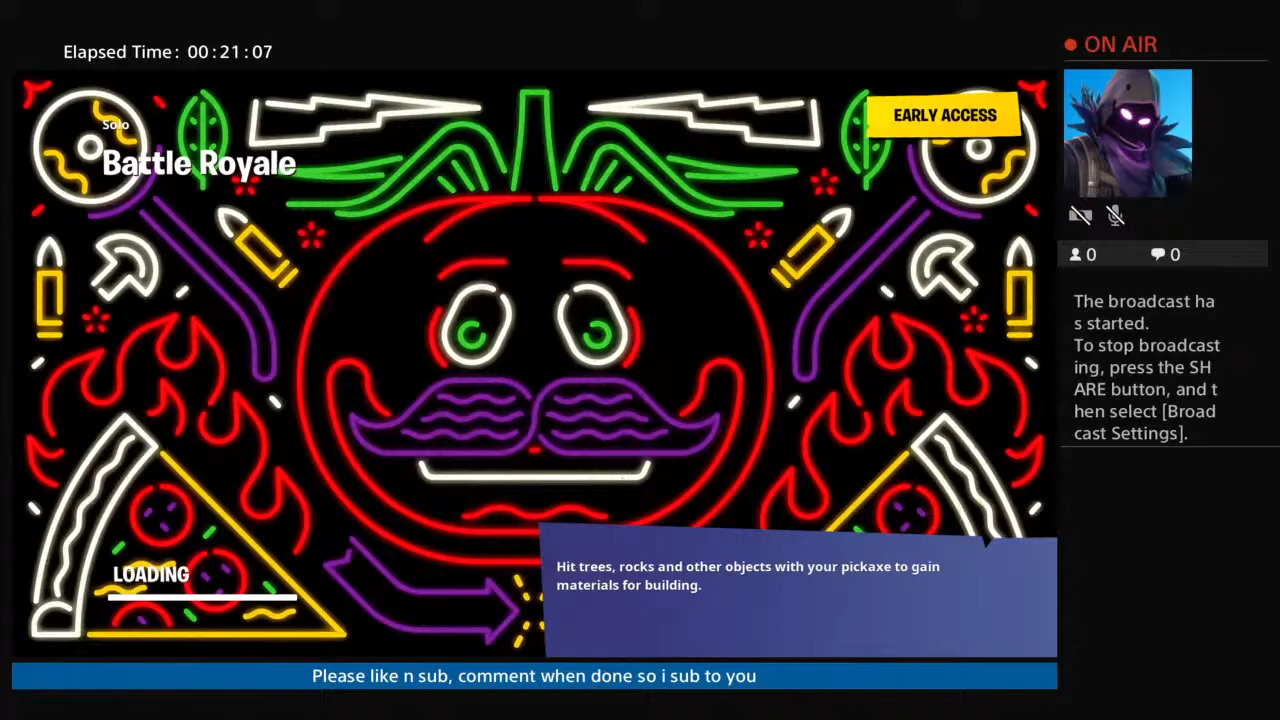 Elapsed Time: 00:21:07
ON AIR
EARLY ACCESS
Solo
Battle Royale
0
0
The broadcast ha
s started.
To stop broadcast
ing, press the SH
ARE button, and t
hen select [Broad
cast Settings].
Hit trees, rocks and other objects with your pickaxe to gain
materials for building.
LOADING
Please like n sub, comment when done so i sub to you